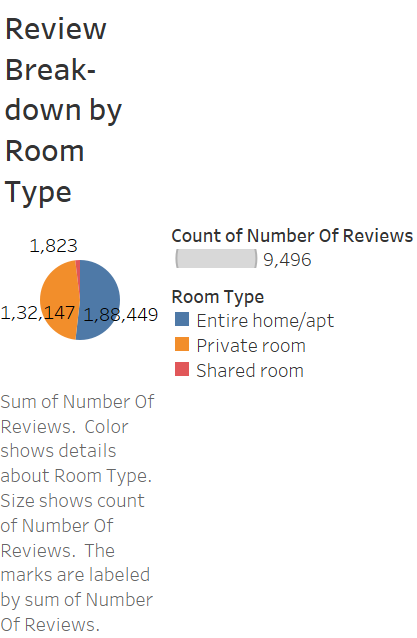 Review
Break-
down by
Room
Type
1,823
1,32,147
1,88,449
Count of Number Of Reviews
9,496
Room Type
Entire home/apt
Private room
Shared room
Sum of Number Of
Reviews.  Color
shows details
about Room Type.
Size shows count
of Number Of
Reviews.  The
marks are labeled
by sum of Number
Of Reviews.